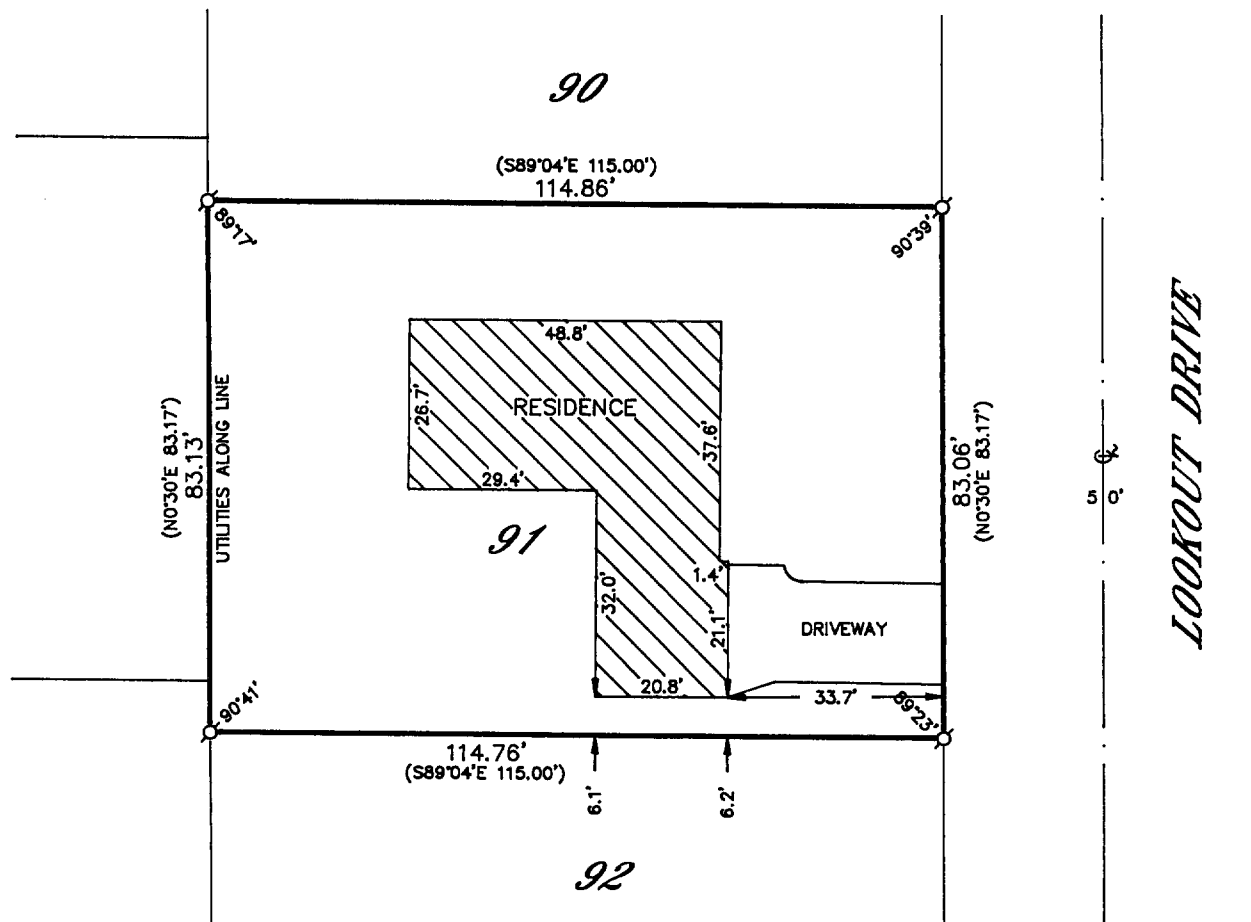 90
(S89°04'E 115.00')
114.86'
89°17'
90°39'
48.8'
RESIDENCE
26.7'
37.6'
29.4'
UTILITIES ALONG LINE
83.13'
(N0°30'E 83.17')
83.06'
(N0°30'E 83.17')
50'
LOOKOUT DRIVE
91
1.4'
32.0'
21.1'
DRIVEWAY
20.8'
33.7'
90°41'
89°23'
114.76'
(S89°04'E 115.00')
6.1'
6.2'
92